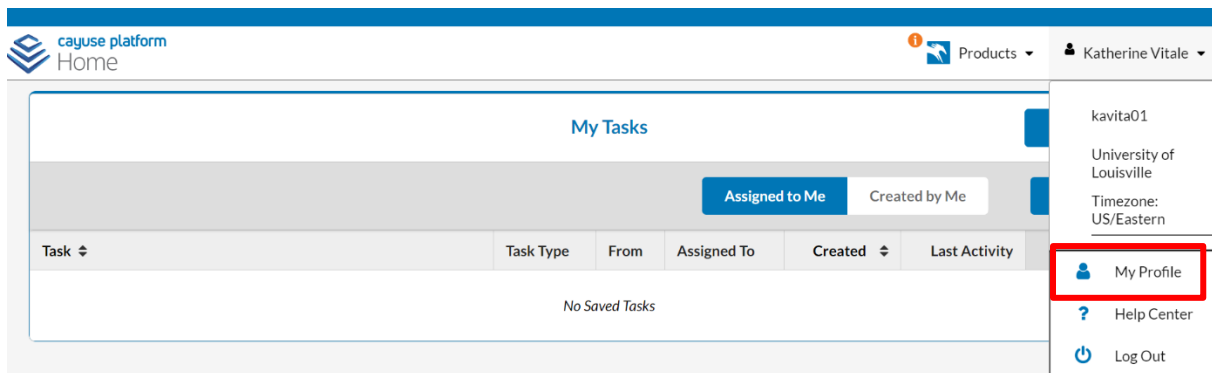 cayuse platform
Home
Products
Katherine Vitale
My Tasks
kavita01
University of
Louisville
Timezone:
US/Eastern
Assigned to Me
Created by Me
Task
Task Type
From
Assigned To
Created
Last Activity
No Saved Tasks
My Profile
? Help Center
Log Out